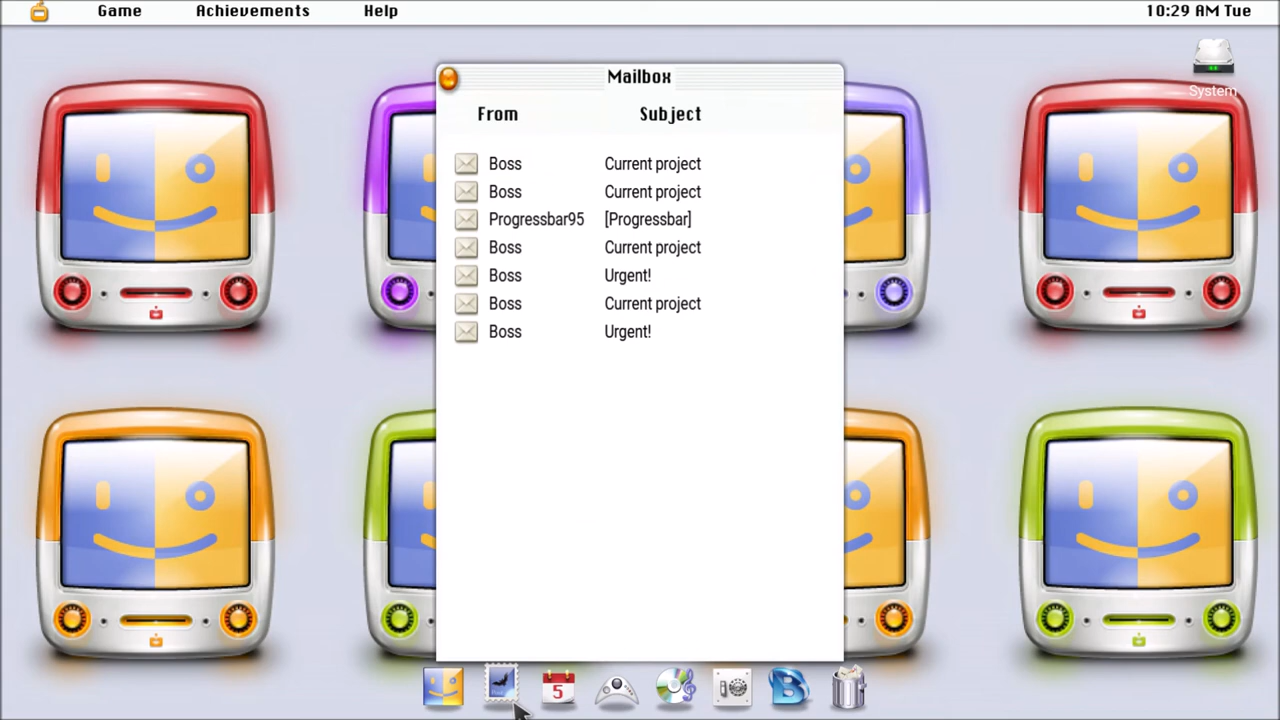 Game Achievements Help 10:29 AM Tue
Mailbox
System
From Subject
Boss Current project
Boss Current project
Progressbar95 [Progressbar]
Boss Current project
Boss Urgent!
Boss Current project
Boss Urgent!
5
B